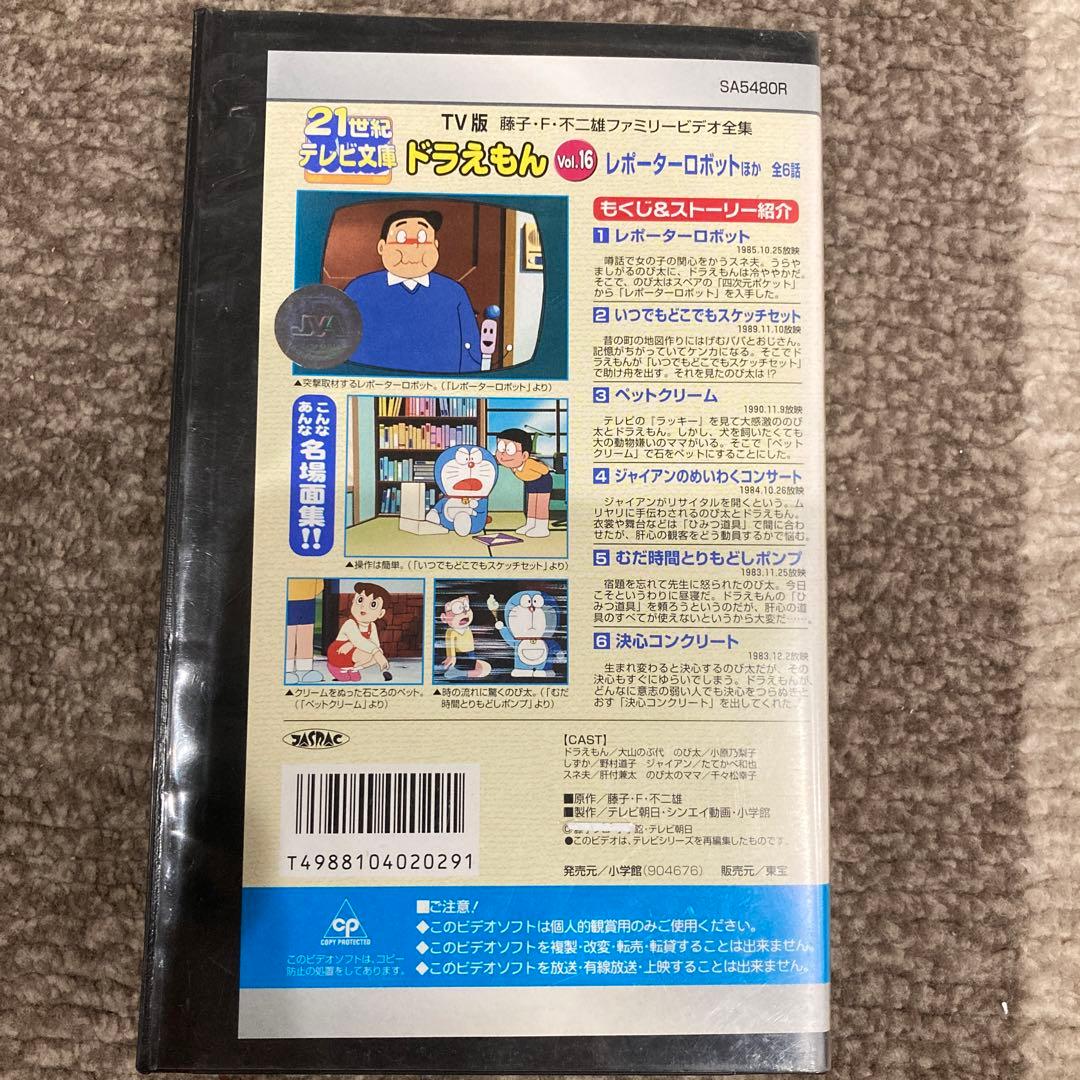 SA5480R
21世紀
テレビ文庫
TV版 藤子・F・不二雄ファミリービデオ全集
ドラえもん Vol.16 レポーターロボットほか 全6話
もくじ&ストーリー紹介
1 レポーターロボット
1985.10.25放映
噂話で女の子の関心をかうスネ夫。うらや
ましがるのび太に、ドラえもんは冷ややかだ。
そこで、のび太はスペアの「四次元ポケット」
から「レポーターロボット」を入手した。
2 いつでもどこでもスケッチセット
1989.11.10放映
昔の町の地図作りにはげむパパとおじさん。
記憶がちがっていてケンカになる。そこでド
ラえもんが「いつでもどこでもスケッチセット」
で助け舟を出す。それを見たのび太は!?
3 ペットクリーム
1990.11.9放映
テレビの『ラッキー』を見て大感激ののび
太とドラえもん。しかし、犬を飼いたくても
大の動物嫌いのママがいる。そこで「ペット
クリーム」で石をペットにすることにした。
4 ジャイアンのめいわくコンサート
1984.10.26放映
ジャイアンがリサイタルを開くという。ム
リヤリに手伝わされるのび太とドラえもん。
衣裳や舞台などは「ひみつ道具」で間に合わ
せたが、肝心の観客をどう動員するかで悩む。
5 むだ時間とりもどしポンプ
1983.11.25放映
宿題を忘れて先生に怒られたのび太。今日
こそといういわりに昼寝だ。ドラえもんの「ひ
みつ道具」を頼ろうというのだが、肝心の道
具のすべてが使えないというから大変だ……。
6 決心コンクリート
1983.12.2放映
生まれ変わると決心するのび太だが、その
決心もすぐにゆらいでしまう。ドラえもんが、
どんなに意志の弱い人でも決心をつらぬきと
おす「決心コンクリート」を出してくれた。
JVA
▲突撃取材するレポーターロボット。(「レポーターロボット」より)
こんな
あんな
名場面集!!
▲操作は簡単。(「いつでもどこでもスケッチセット」より)
▲クリームをぬった石ころのペット。
(「ペットクリーム」より)
▲時の流れに驚くのび太。(「むだ
時間とりもどしポンプ」より)
JASRAC
【CAST】
ドラえもん/大山のぶ代 のび太/小原乃梨子
しずか/野村道子 ジャイアン/たてかべ和也
スネ夫/肝付兼太 のび太のママ/千々松幸子
■原作/藤子・F・不二雄
■製作/テレビ朝日・シンエイ動画・小学館
・テレビ朝日
●このビデオは、テレビシリーズを再編集したものです。
T4988104020291
発売元/小学館(904676) 販売元/東宝
cp
COPY PROTECTED
このビデオソフトは、コピー
防止の処置をしてあります。
■ご注意!
◆このビデオソフトは個人的観賞用のみご使用ください。
◆このビデオソフトを複製・改変・転売・転貸することは出来ません。
◆このビデオソフトを放送・有線放送・上映することは出来ません。